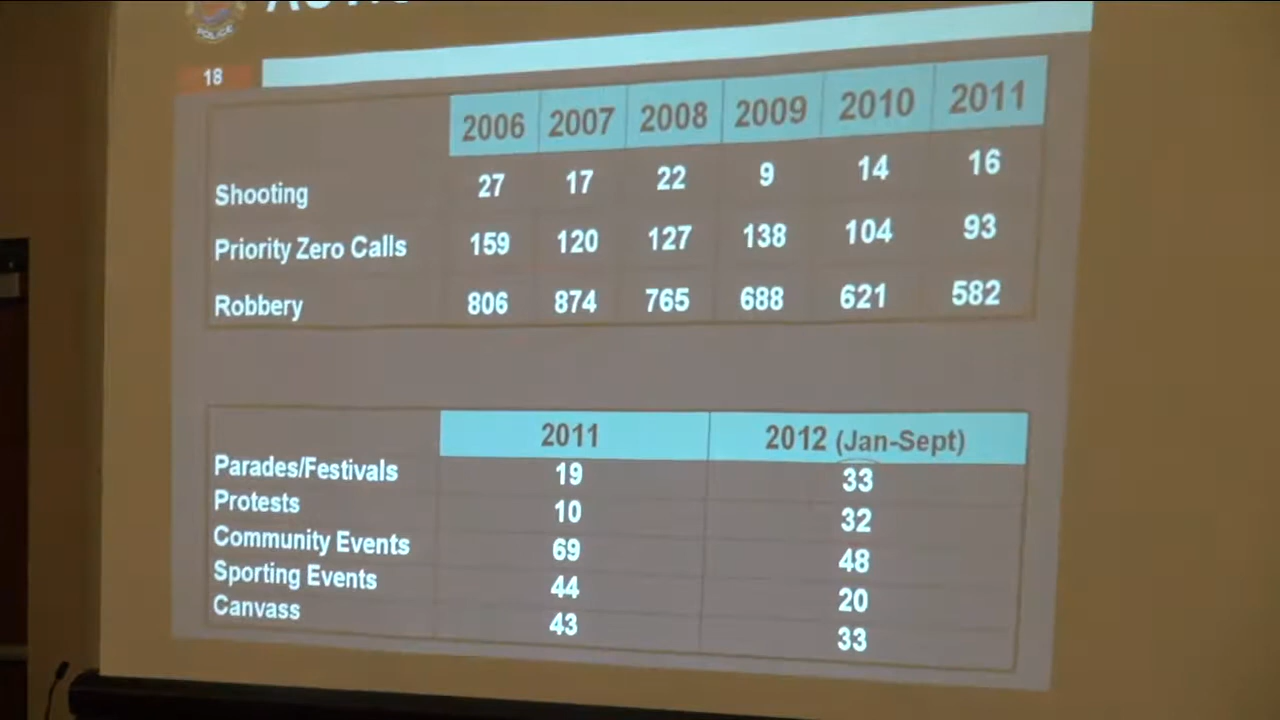 POLICE
18
2006 2007 2008 2009 2010 2011
Shooting 27 17 22 9 14 16
Priority Zero Calls 159 120 127 138 104 93
Robbery 806 874 765 688 621 582
2011 2012 (Jan-Sept)
Parades/Festivals 19 33
Protests 10 32
Community Events 69 48
Sporting Events 44 20
Canvass 43 33